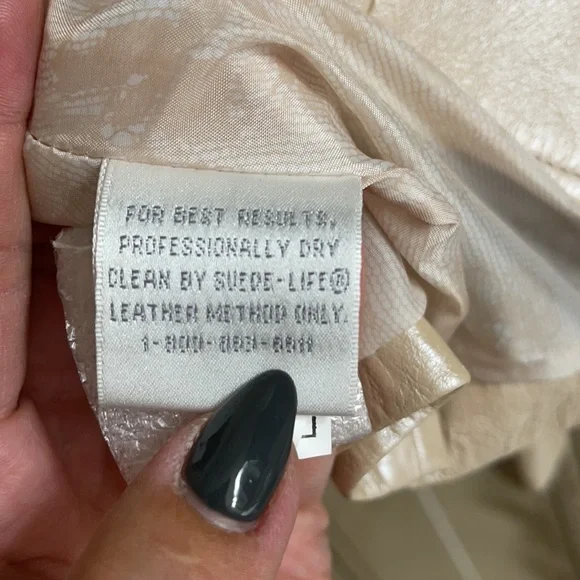 FOR BEST RESULTS,
PROFESSIONALLY DRY
CLEAN BY SUEDE-LIFE®
LEATHER METHOD ONLY.
L